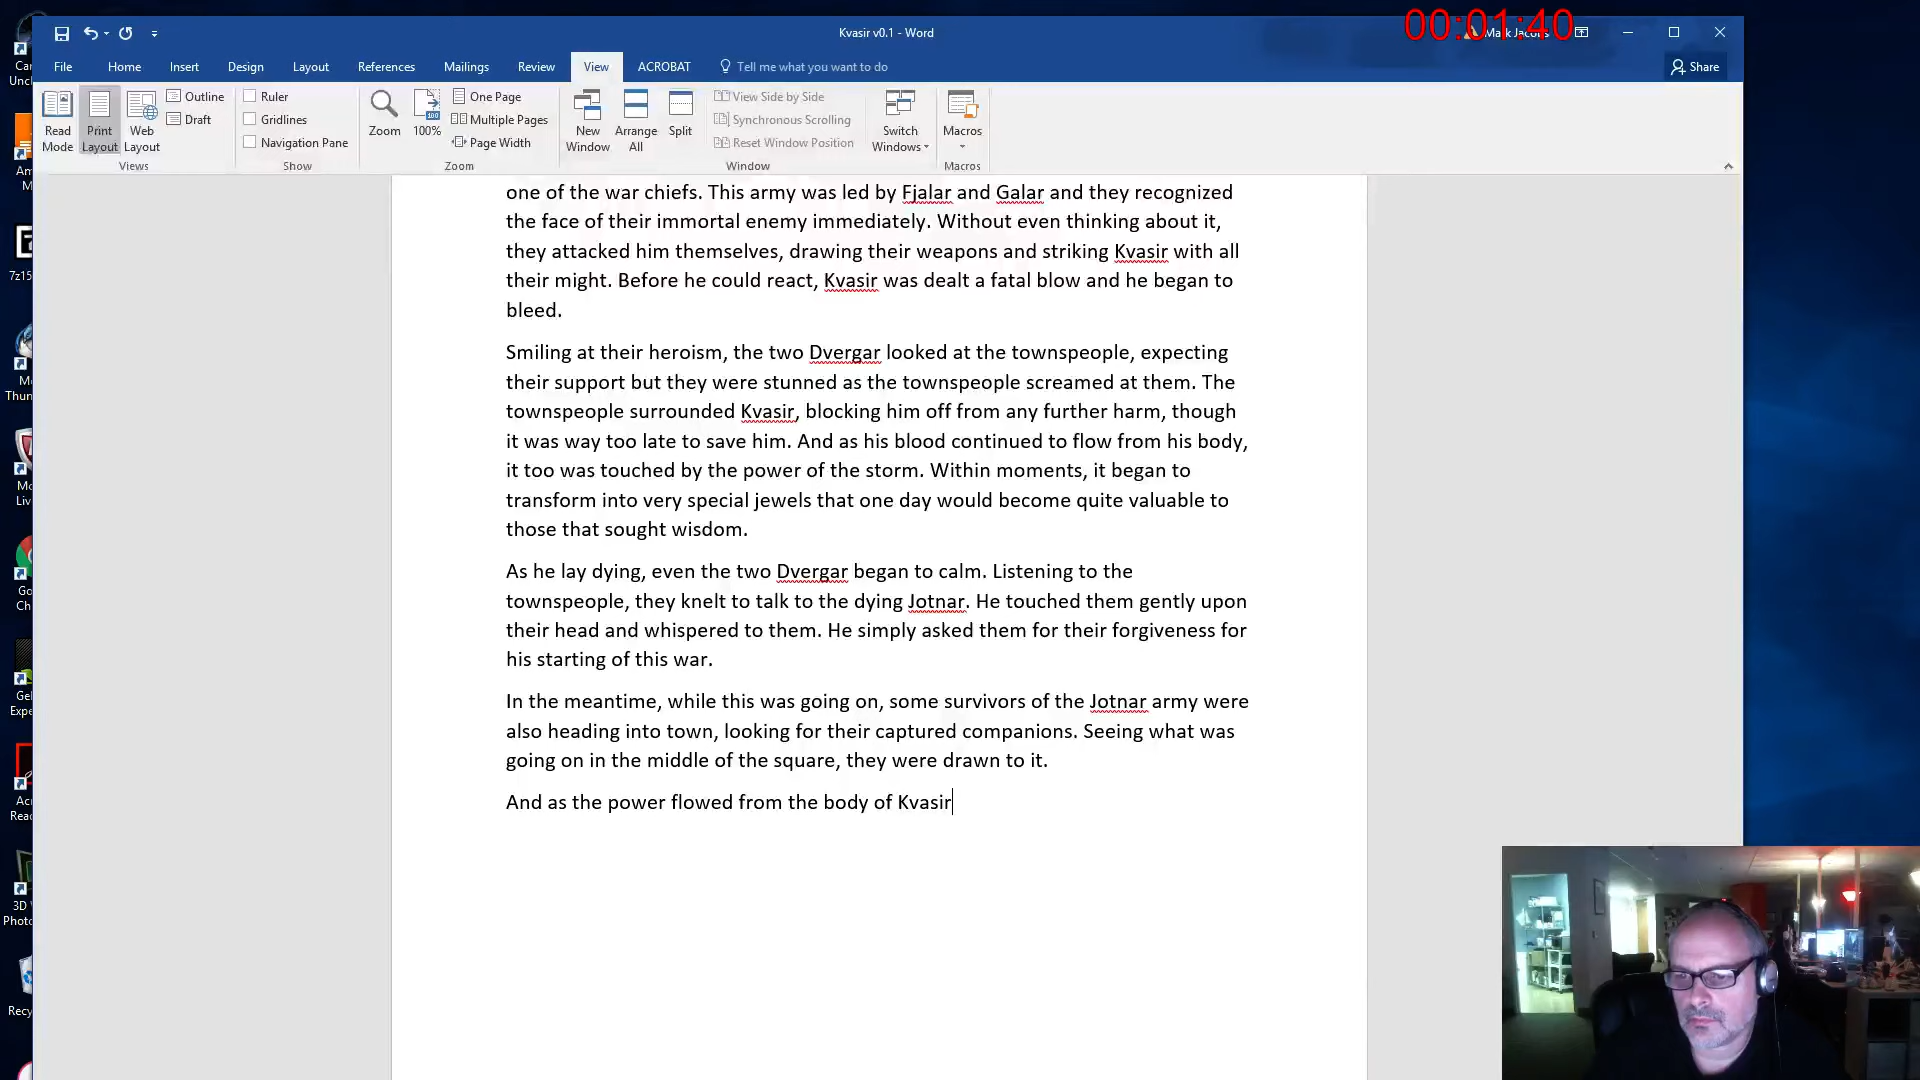 00:01:40
Kvasir v0.1 - Word
File Home Insert Design Layout References Mailings Review View ACROBAT Tell me what you want to do Share
Read Mode
Print Layout
Web Layout
Outline
Draft
Views
Ruler
Gridlines
Navigation Pane
Show
Zoom
100%
One Page
Multiple Pages
Page Width
Zoom
New Window
Arrange All
Split
View Side by Side
Synchronous Scrolling
Reset Window Position
Window
Switch Windows
Macros
Macros
one of the war chiefs. This army was led by Fjalar and Galar and they recognized
the face of their immortal enemy immediately. Without even thinking about it,
they attacked him themselves, drawing their weapons and striking Kvasir with all
their might. Before he could react, Kvasir was dealt a fatal blow and he began to
bleed.
Smiling at their heroism, the two Dvergar looked at the townspeople, expecting
their support but they were stunned as the townspeople screamed at them. The
townspeople surrounded Kvasir, blocking him off from any further harm, though
it was way too late to save him. And as his blood continued to flow from his body,
it too was touched by the power of the storm. Within moments, it began to
transform into very special jewels that one day would become quite valuable to
those that sought wisdom.
As he lay dying, even the two Dvergar began to calm. Listening to the
townspeople, they knelt to talk to the dying Jotnar. He touched them gently upon
their head and whispered to them. He simply asked them for their forgiveness for
his starting of this war.
In the meantime, while this was going on, some survivors of the Jotnar army were
also heading into town, looking for their captured companions. Seeing what was
going on in the middle of the square, they were drawn to it.
And as the power flowed from the body of Kvasir